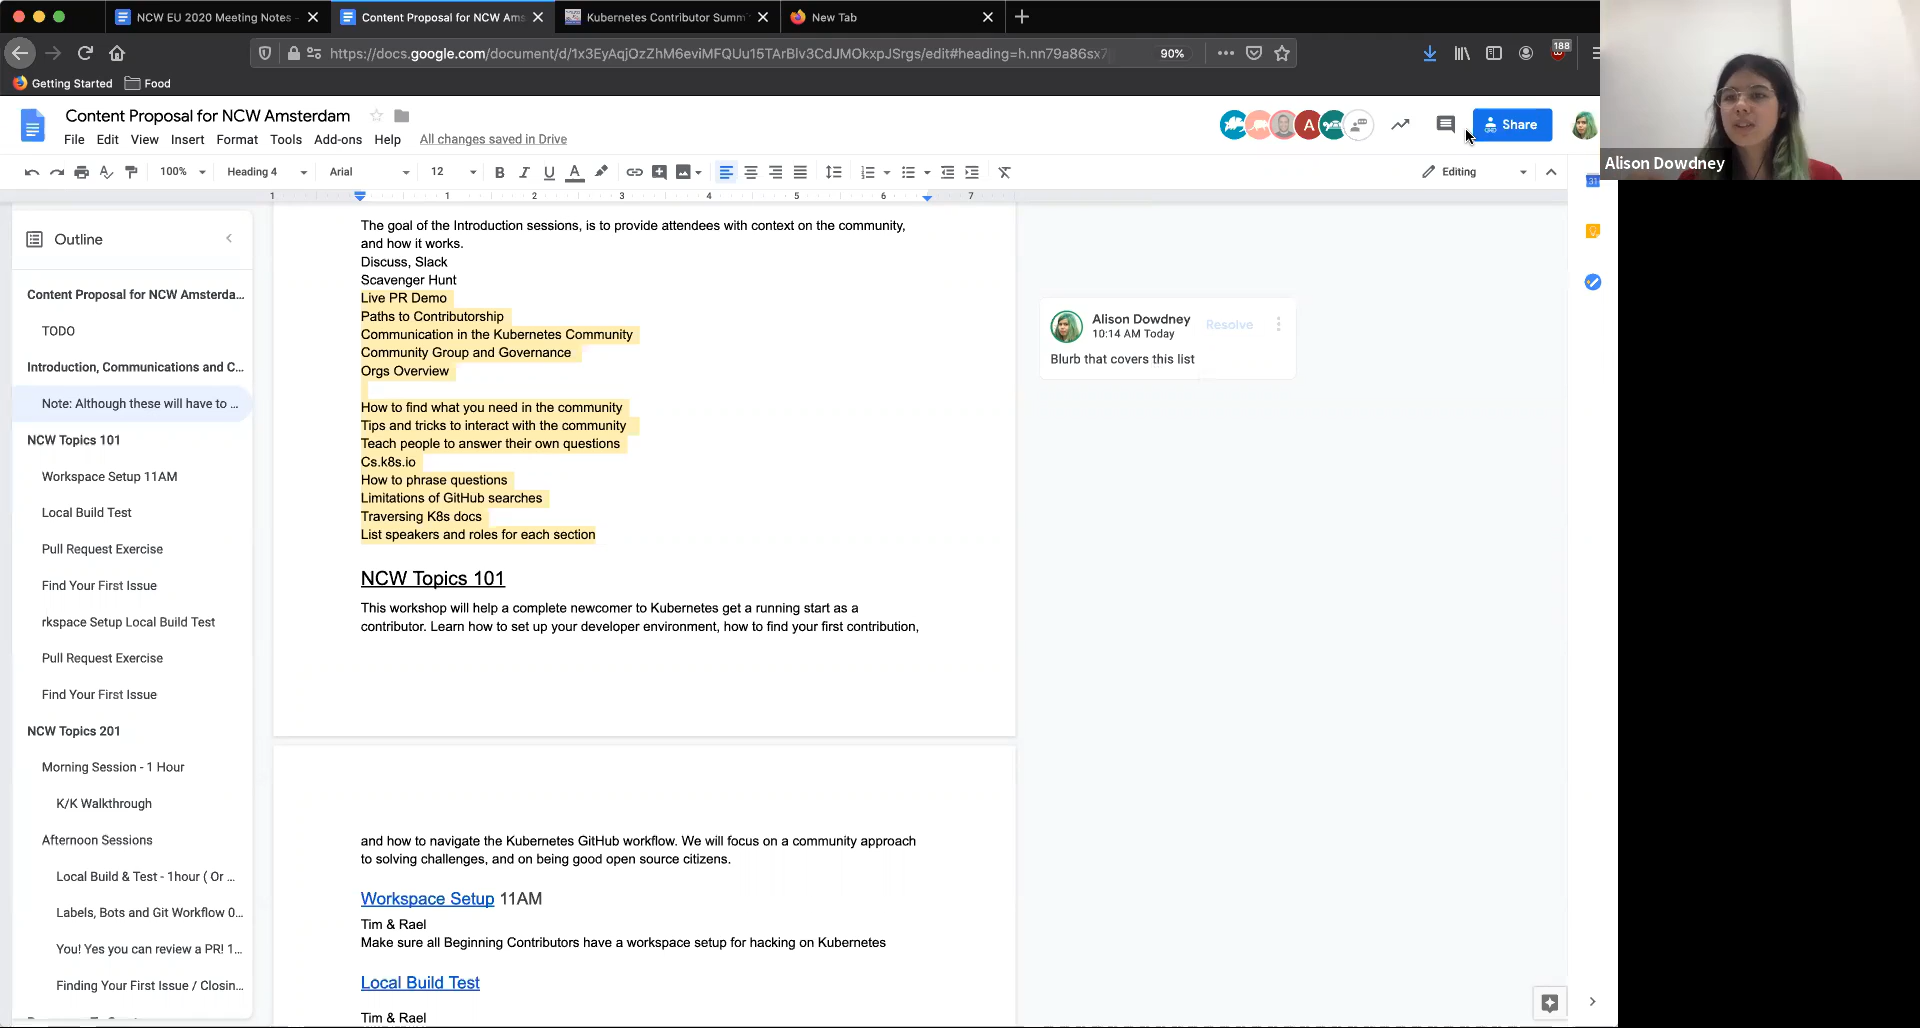 NCW EU 2020 Meeting Notes -
Content Proposal for NCW Ams
Kubernetes Contributor Summ
New Tab
https://docs.google.com/document/d/1x3EyAqjOzZhM6eviMFQUu15TArBlv3CdJMOkxpJSrgs/edit#heading=h.nn79a86sx7
90%
188
Getting Started
Food
Content Proposal for NCW Amsterdam
A
Share
File Edit View Insert Format Tools Add-ons Help All changes saved in Drive
Alison Dowdney
100% Heading 4 Arial 12 B I U A Editing
31
1 1 2 3 4 5 6 7
Outline
Content Proposal for NCW Amsterda...
TODO
Introduction, Communications and C...
Note: Although these will have to ...
NCW Topics 101
Workspace Setup 11AM
Local Build Test
Pull Request Exercise
Find Your First Issue
rkspace Setup Local Build Test
Pull Request Exercise
Find Your First Issue
NCW Topics 201
Morning Session - 1 Hour
K/K Walkthrough
Afternoon Sessions
Local Build & Test - 1hour ( Or ...
Labels, Bots and Git Workflow 0...
You! Yes you can review a PR! 1...
Finding Your First Issue / Closin...
The goal of the Introduction sessions, is to provide attendees with context on the community,
and how it works.
Discuss, Slack
Scavenger Hunt
Live PR Demo
Paths to Contributorship
Communication in the Kubernetes Community
Community Group and Governance
Orgs Overview
How to find what you need in the community
Tips and tricks to interact with the community
Teach people to answer their own questions
Cs.k8s.io
How to phrase questions
Limitations of GitHub searches
Traversing K8s docs
List speakers and roles for each section
NCW Topics 101
This workshop will help a complete newcomer to Kubernetes get a running start as a
contributor. Learn how to set up your developer environment, how to find your first contribution,
and how to navigate the Kubernetes GitHub workflow. We will focus on a community approach
to solving challenges, and on being good open source citizens.
Workspace Setup 11AM
Tim & Rael
Make sure all Beginning Contributors have a workspace setup for hacking on Kubernetes
Local Build Test
Tim & Rael
Alison Dowdney
10:14 AM Today
Resolve
Blurb that covers this list